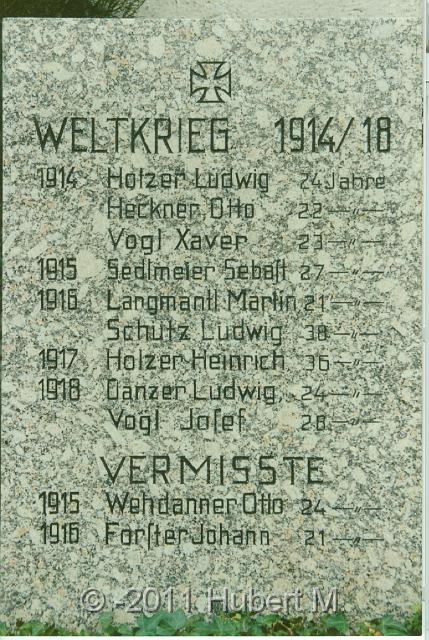 WELTKRIEG 1914/18
1914 Holzer Ludwig 24 Jahre
Heckner Otto 22 —„—
Vogl Xaver 23 —„—
1915 Sedlmeier Sebaſt 27 —„—
1916 Langmantl Martin 21 —„—
Schutz Ludwig 38 —„—
1917 Holzer Heinrich 36 —„—
1918 Danzer Ludwig, 24 —„—
Vogl Joſef 28 —„—
VERMISSTE
1915 Wehdanner Otto 24 —„—
1916 Forſter Johann 21 —„—
© -2011 Hubert M.